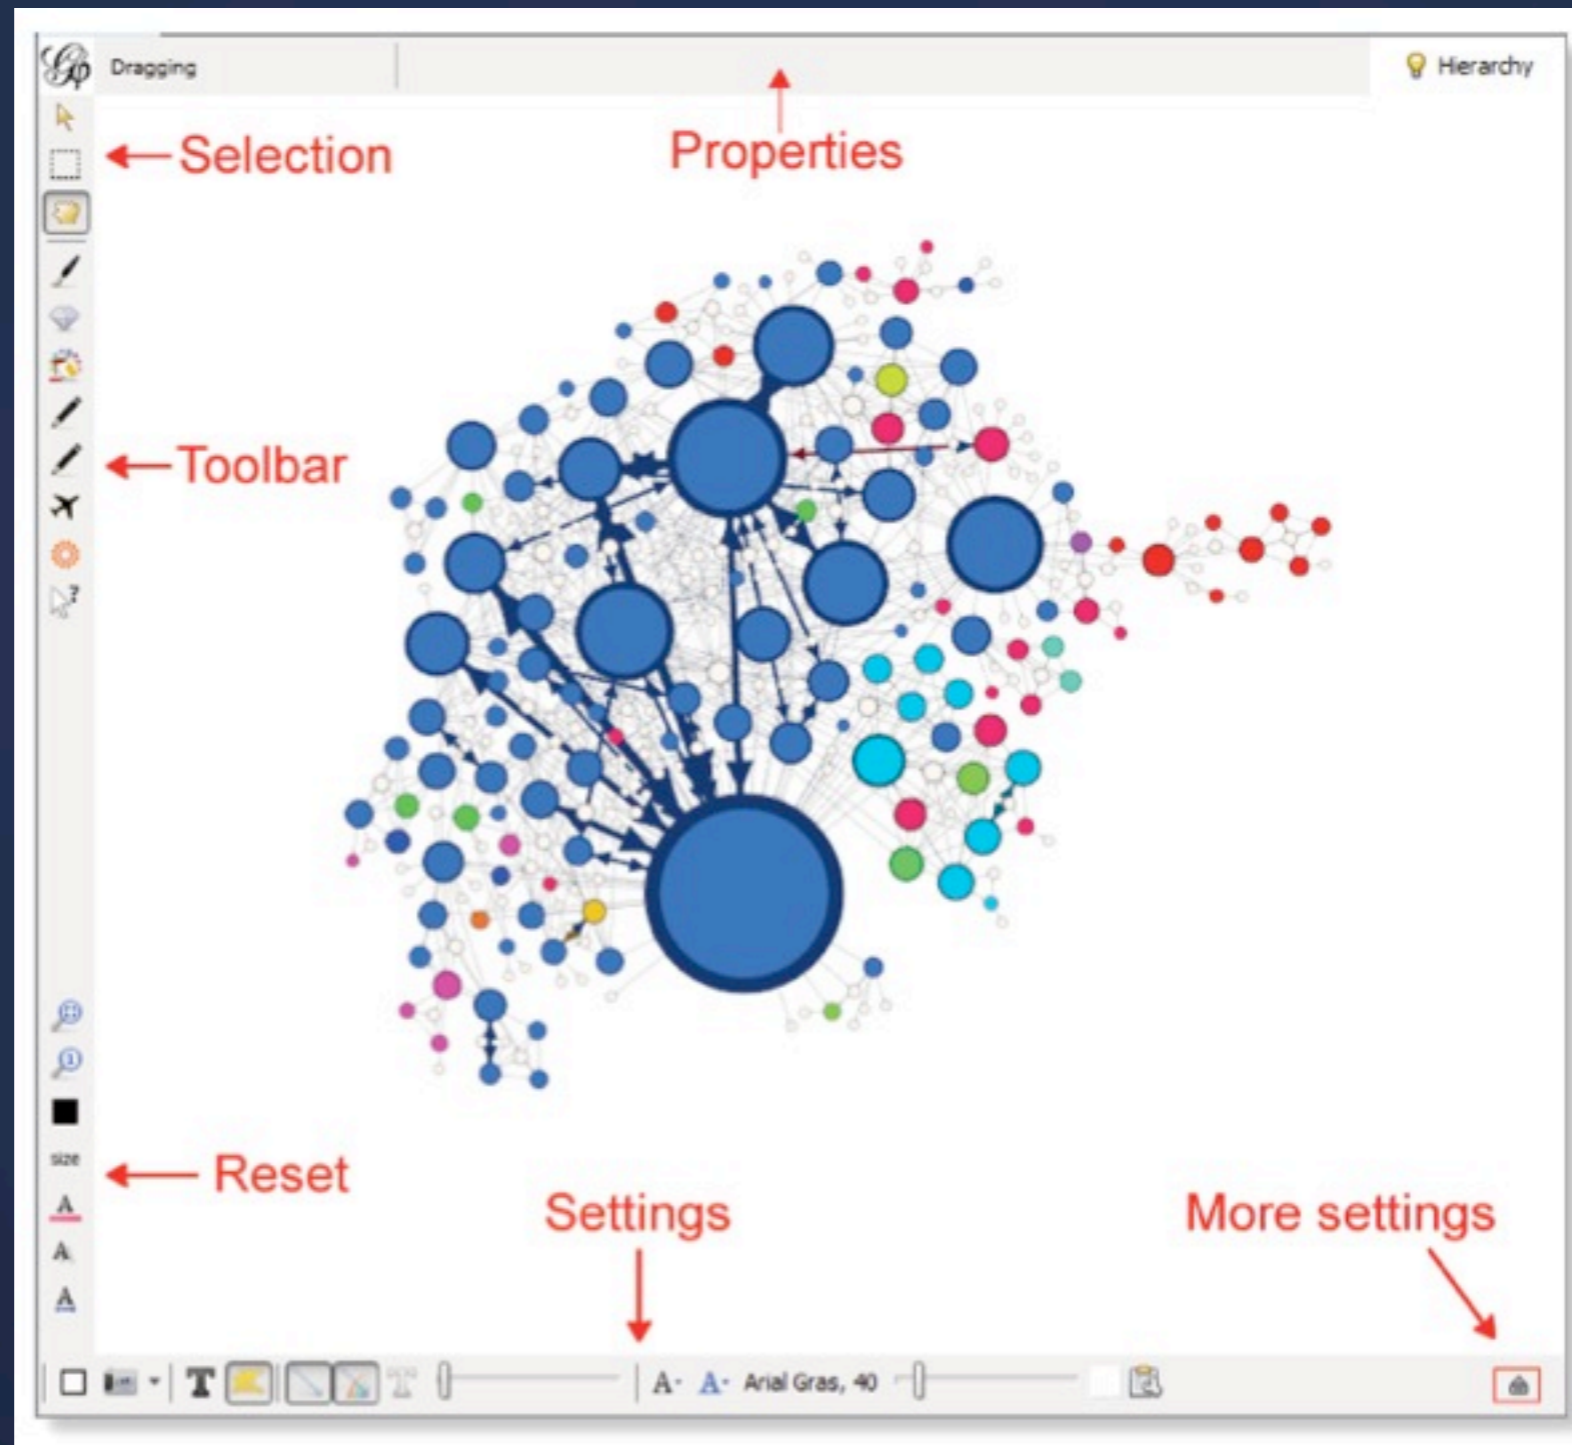 Dragging
Hierarchy
Properties
Selection
Toolbar
Reset
size
A
A
A
Settings
More settings
T
T
A
A
Arial Gras, 40